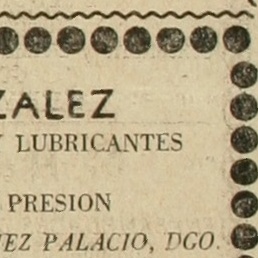 ZALEZ
Y LUBRICANTES
PRESION
EZ PALACIO, DGO.